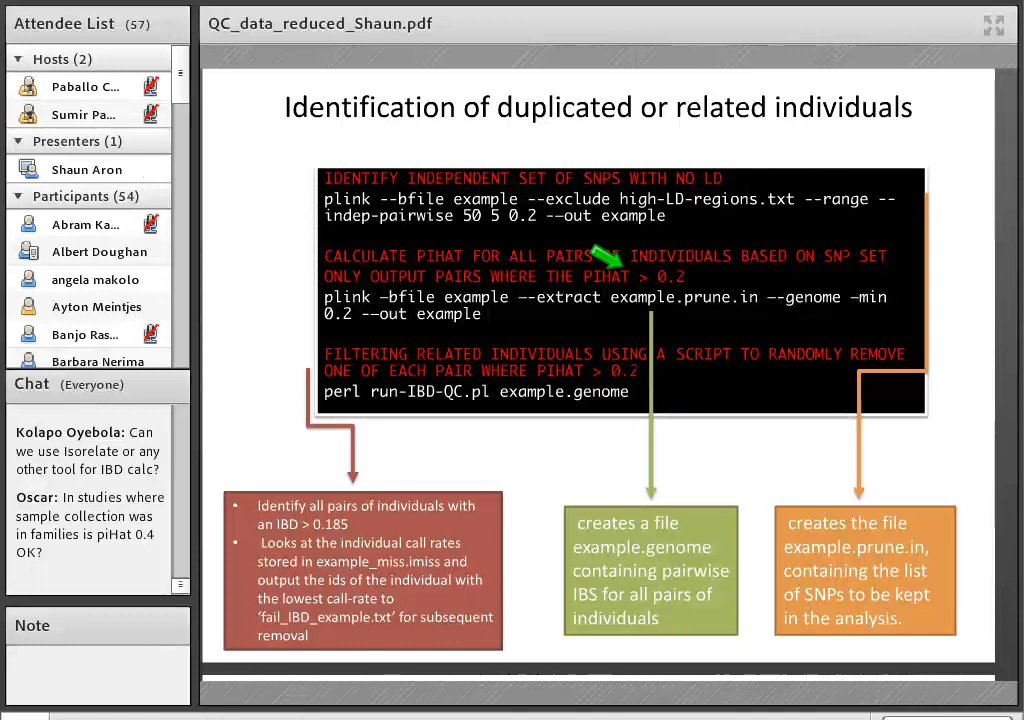 Attendee List (57)
Hosts (2)
Paballo C...
Sumir Pa...
Presenters (1)
Shaun Aron
Participants (54)
Abram Ka...
Albert Doughan
angela makolo
Ayton Meintjes
Banjo Ras...
Barbara Nerima
Chat (Everyone)
Kolapo Oyebola: Can
we use Isorelate or any
other tool for IBD calc?
Oscar: In studies where
sample collection was
in families is piHat 0.4
OK?
Note
QC_data_reduced_Shaun.pdf
Identification of duplicated or related individuals
IDENTIFY INDEPENDENT SET OF SNPS WITH NO LD
plink --bfile example --exclude high-LD-regions.txt --range --
indep-pairwise 50 5 0.2 --out example
CALCULATE PIHAT FOR ALL PAIRS INDIVIDUALS BASED ON SNP SET
ONLY OUTPUT PAIRS WHERE THE PIHAT > 0.2
plink –bfile example --extract example.prune.in --genome –min
0.2 --out example
FILTERING RELATED INDIVIDUALS USING A SCRIPT TO RANDOMLY REMOVE
ONE OF EACH PAIR WHERE PIHAT > 0.2
perl run-IBD-QC.pl example.genome
• Identify all pairs of individuals with
an IBD > 0.185
• Looks at the individual call rates
stored in example_miss.imiss and
output the ids of the individual with
the lowest call-rate to
‘fail_IBD_example.txt’ for subsequent
removal
creates a file
example.genome
containing pairwise
IBS for all pairs of
individuals
creates the file
example.prune.in,
containing the list
of SNPs to be kept
in the analysis.